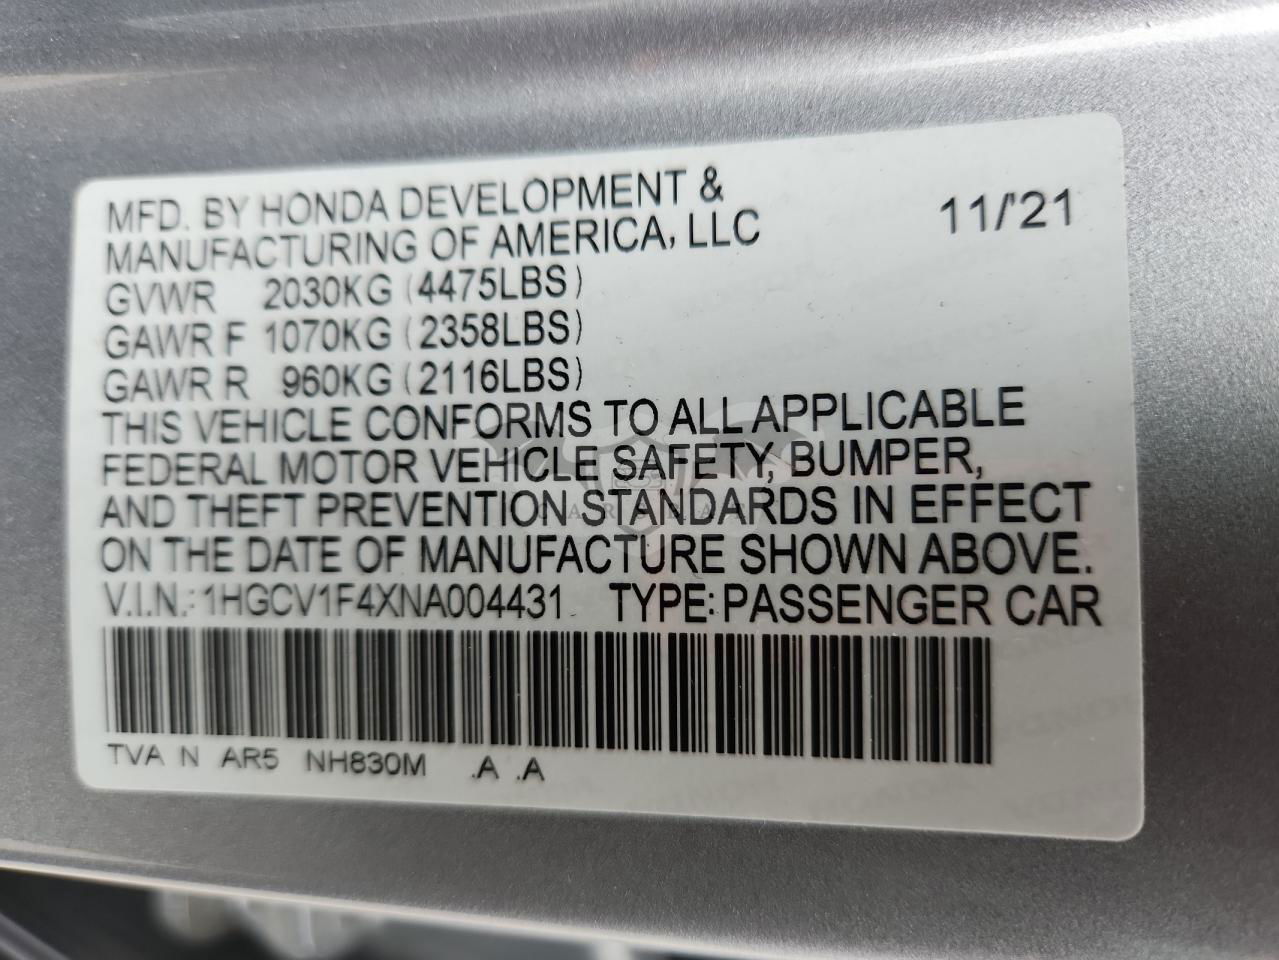 MFD. BY HONDA DEVELOPMENT &
MANUFACTURING OF AMERICA, LLC
11/'21
GVWR 2030KG (4475LBS)
GAWR F 1070KG (2358LBS)
GAWR R 960KG (2116LBS)
THIS VEHICLE CONFORMS TO ALL APPLICABLE
FEDERAL MOTOR VEHICLE SAFETY, BUMPER,
AND THEFT PREVENTION STANDARDS IN EFFECT
ON THE DATE OF MANUFACTURE SHOWN ABOVE.
V.I.N.: 1HGCV1F4XNA004431 TYPE: PASSENGER CAR
TVA N AR5 NH830M .A .A